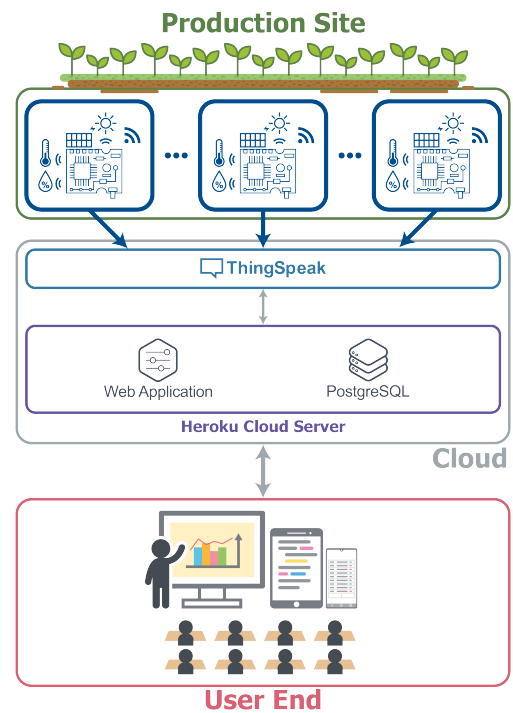 Production Site
%
%
%
ThingSpeak
Web Application
PostgreSQL
Heroku Cloud Server
Cloud
User End